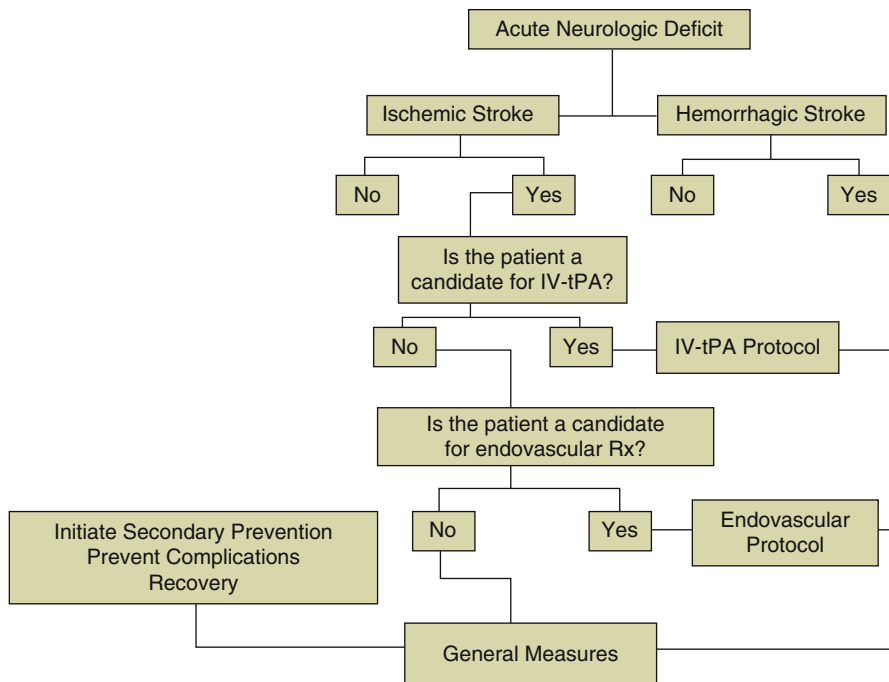 Acute Neurologic Deficit
Ischemic Stroke
Hemorrhagic Stroke
No
Yes
No
Yes
Is the patient a
candidate for IV-tPA?
No
Yes
IV-tPA Protocol
Is the patient a candidate
for endovascular Rx?
No
Yes
Endovascular
Protocol
Initiate Secondary Prevention
Prevent Complications
Recovery
General Measures